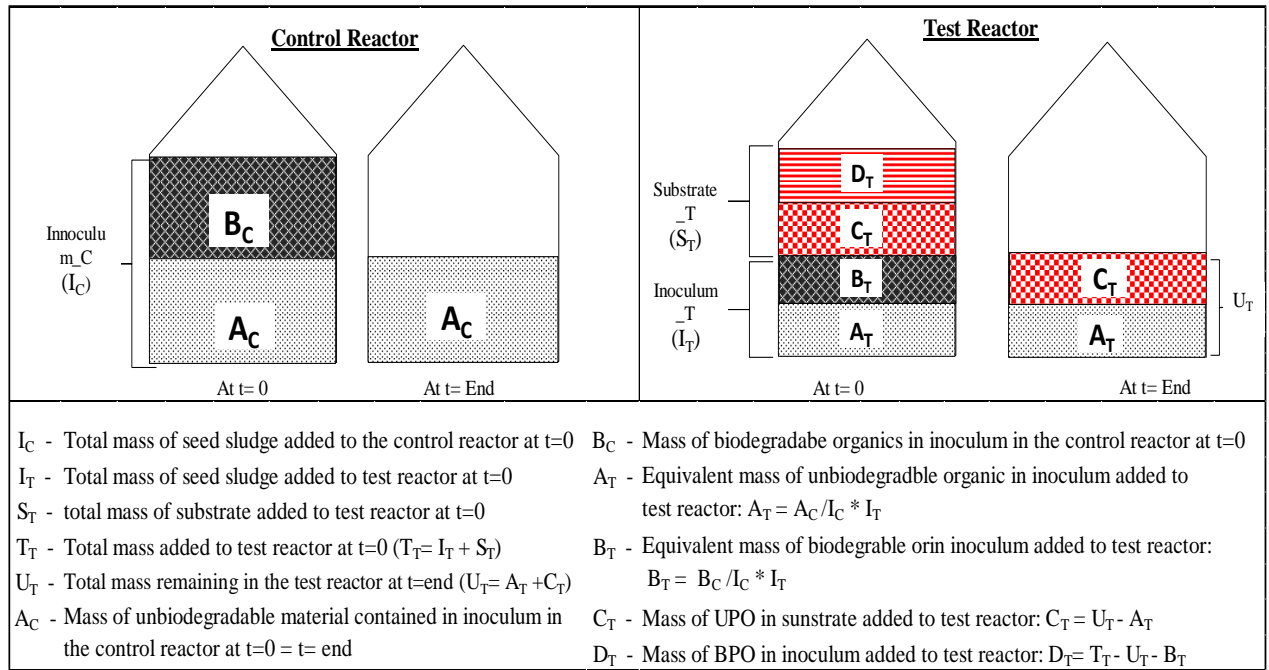 Control Reactor
B_C
Innoculu
m_C
(I_C)
A_C
A_C
At t= 0
At t= End
Test Reactor
D_T
Substrate
_T
(S_T)
C_T
B_T
Inoculum
_T
(I_T)
A_T
C_T
U_T
A_T
At t= 0
At t= End
I_C - Total mass of seed sludge added to the control reactor at t=0
I_T - Total mass of seed sludge added to test reactor at t=0
S_T - total mass of substrate added to test reactor at t=0
T_T - Total mass added to test reactor at t=0 (T_T= I_T + S_T)
U_T - Total mass remaining in the test reactor at t=end (U_T= A_T +C_T)
A_C - Mass of unbiodegradable material contained in inoculum in
the control reactor at t=0 = t= end
B_C - Mass of biodegradabe organics in inoculum in the control reactor at t=0
A_T - Equivalent mass of unbiodegradble organic in inoculum added to
test reactor: A_T = A_C /I_C * I_T
B_T - Equivalent mass of biodegrable orin inoculum added to test reactor:
B_T = B_C /I_C * I_T
C_T - Mass of UPO in sunstrate added to test reactor: C_T = U_T - A_T
D_T - Mass of BPO in inoculum added to test reactor: D_T= T_T - U_T - B_T